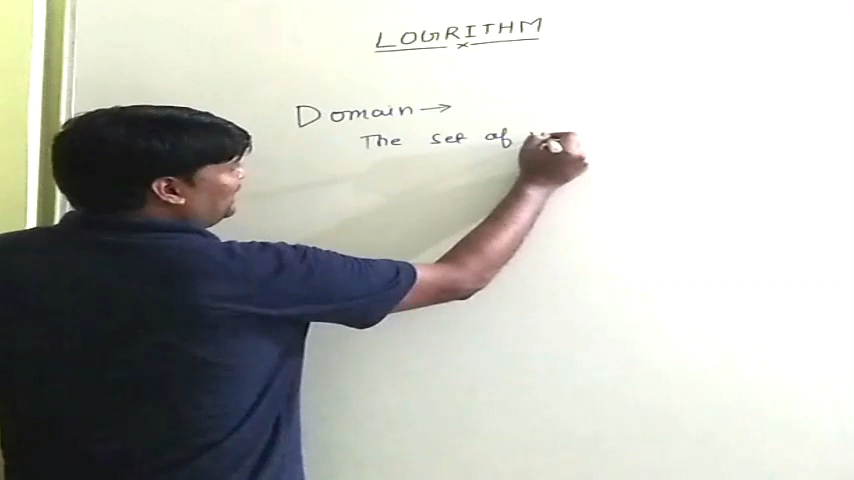 LOGRITHM
Domain →
The set of